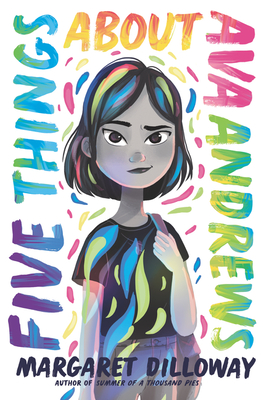 FIVE THINGS
ABOUT
AVA ANDREWS
MARGARET DILLOWAY
AUTHOR OF SUMMER OF A THOUSAND PIES